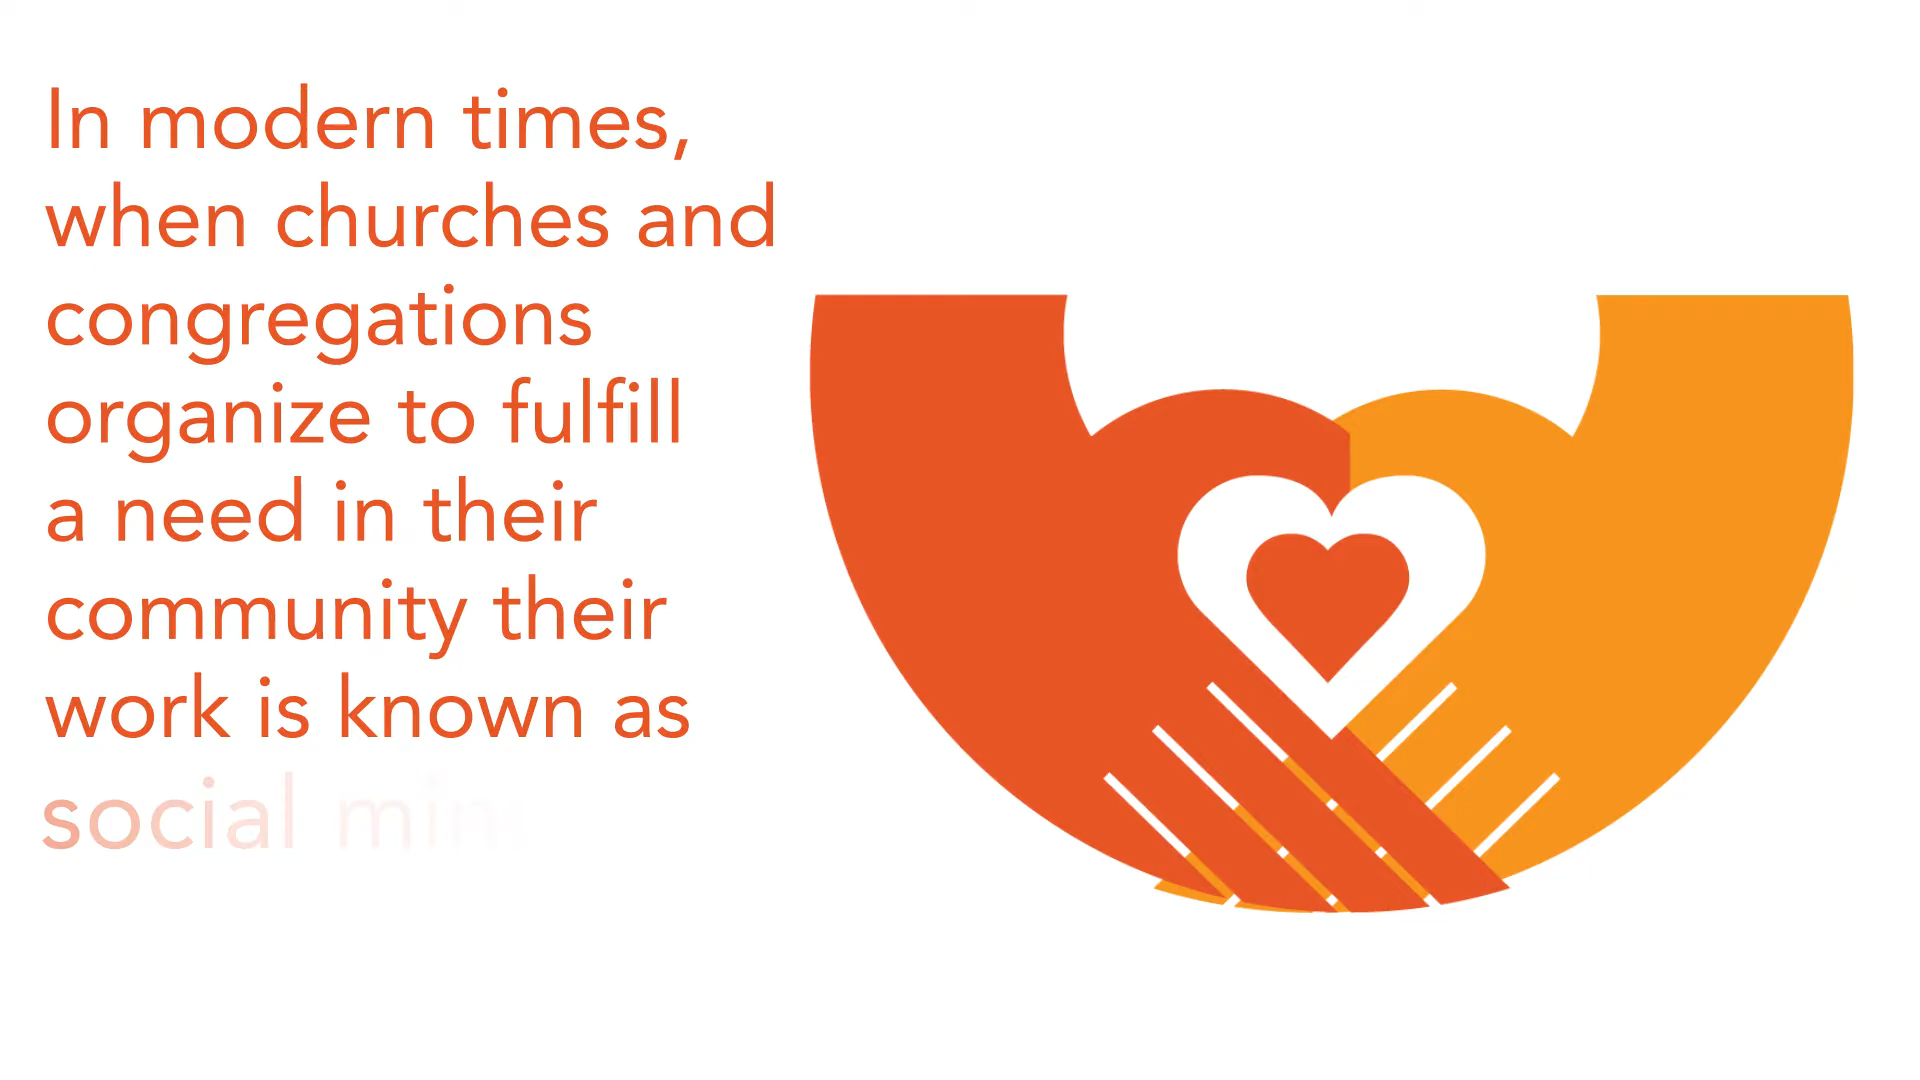 In modern times,
when churches and
congregations
organize to fulfill
a need in their
community their
work is known as
social